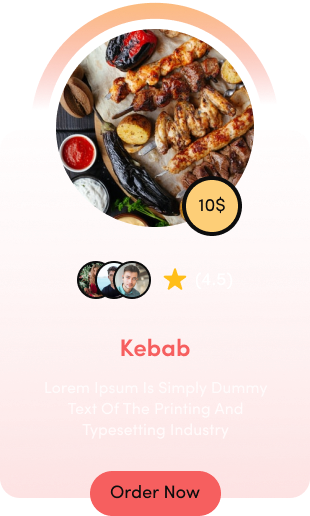 10$
(4.5)
Kebab
Lorem Ipsum Is Simply Dummy
Text Of The Printing And
Typesetting Industry
Order Now